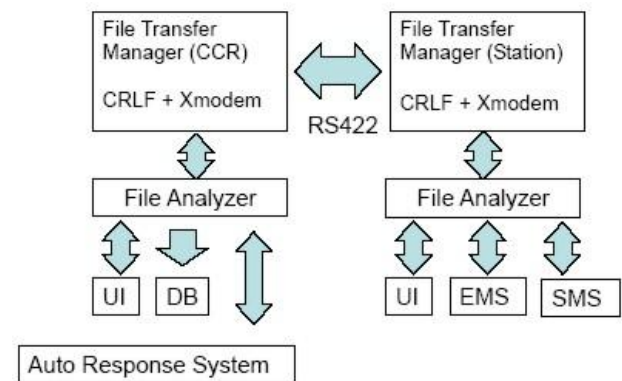 File Transfer
Manager (CCR)
CRLF + Xmodem
RS422
File Transfer
Manager (Station)
CRLF + Xmodem
File Analyzer
File Analyzer
UI
DB
UI
EMS
SMS
Auto Response System